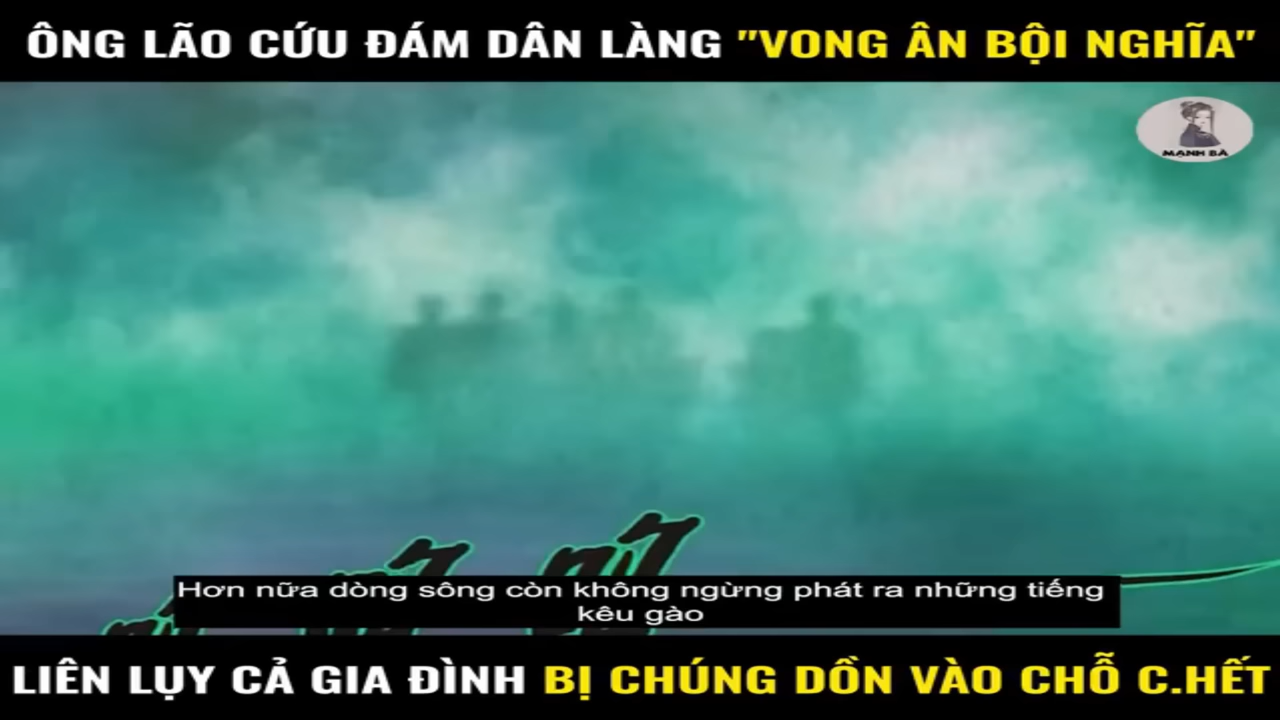 ÔNG LÃO CỨU ĐÁM DÂN LÀNG "VONG ÂN BỘI NGHĨA"
MẠNH BÀ
Hơn nữa dòng sông còn không ngừng phát ra những tiếng
kêu gào
LIÊN LỤY CẢ GIA ĐÌNH BỊ CHÚNG DỒN VÀO CHỖ C.HẾT